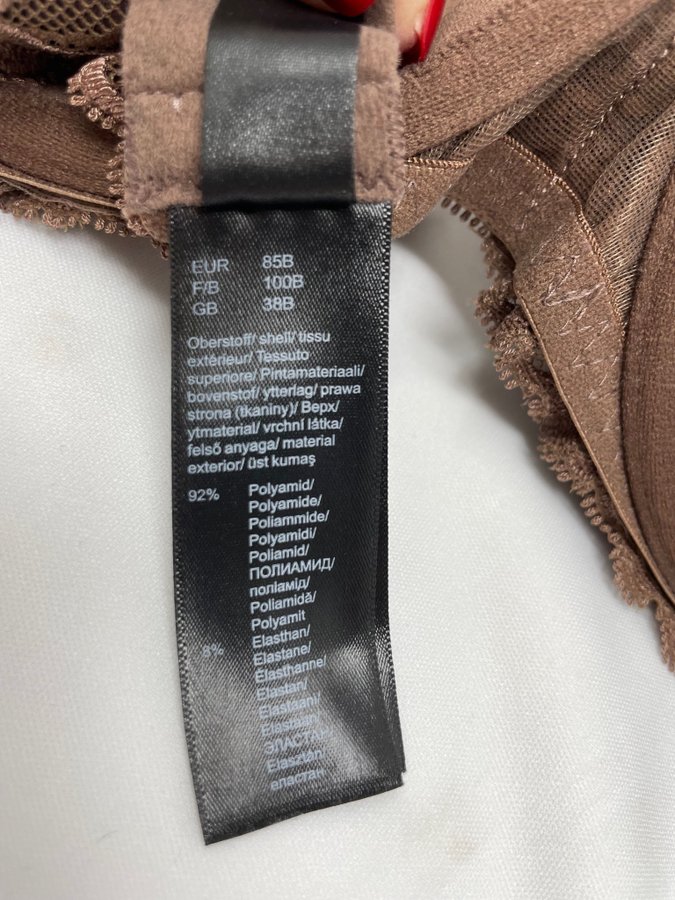 EUR 85B
F/B 100B
GB 38B
Oberstoff/ shell/ tissu
extérieur/ Tessuto
superiore/ Pintamateriaali/
bovenstof/ ytterlag/ prawa
strona (tkaniny)/ Верх/
ytmaterial/ vrchní látka/
felső anyaga/ material
exterior/ üst kumaş
92% Polyamid/
Polyamide/
Poliammide/
Polyamidi/
Poliamid/
ПОЛИАМИД/
поліамід/
Poliamidă/
Polyamit
8% Elasthan/
Elastane/
Elasthanne/
Elastan/
Elastaan/
Elastián/
ЭЛАСТАН/
Elasztán/
еластан